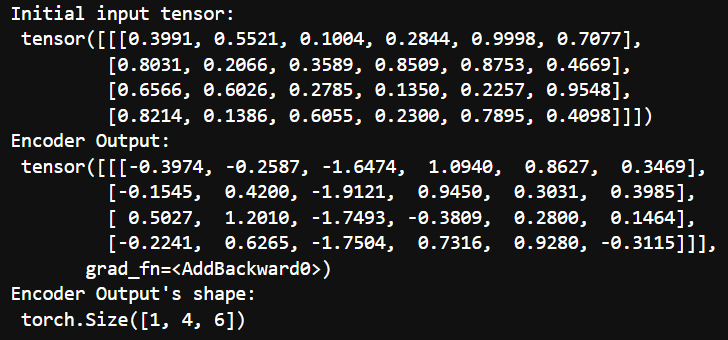 Initial input tensor:
 tensor([[[0.3991, 0.5521, 0.1004, 0.2844, 0.9998, 0.7077],
         [0.8031, 0.2066, 0.3589, 0.8509, 0.8753, 0.4669],
         [0.6566, 0.6026, 0.2785, 0.1350, 0.2257, 0.9548],
         [0.8214, 0.1386, 0.6055, 0.2300, 0.7895, 0.4098]]])
Encoder Output:
 tensor([[[-0.3974, -0.2587, -1.6474,  1.0940,  0.8627,  0.3469],
         [-0.1545,  0.4200, -1.9121,  0.9450,  0.3031,  0.3985],
         [ 0.5027,  1.2010, -1.7493, -0.3809,  0.2800,  0.1464],
         [-0.2241,  0.6265, -1.7504,  0.7316,  0.9280, -0.3115]]],
       grad_fn=<AddBackward0>)
Encoder Output's shape:
 torch.Size([1, 4, 6])